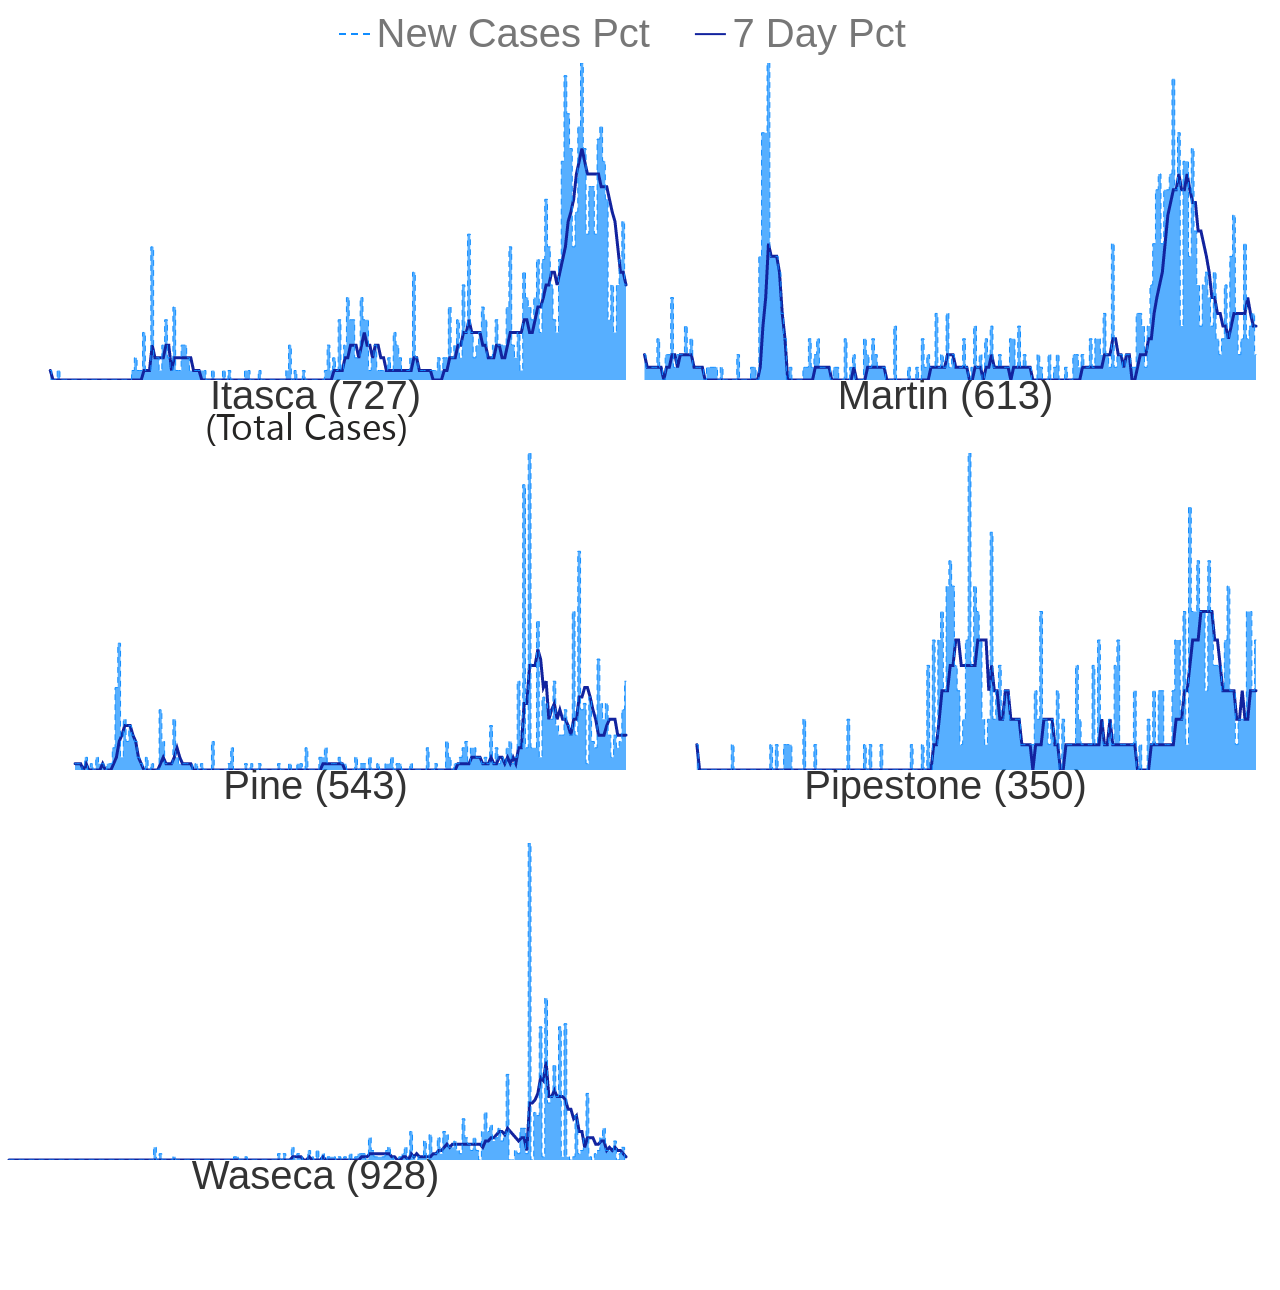 New Cases Pct 7 Day Pct
Itasca (727) Martin (613)
(Total Cases)
Pine (543) Pipestone (350)
Waseca (928)